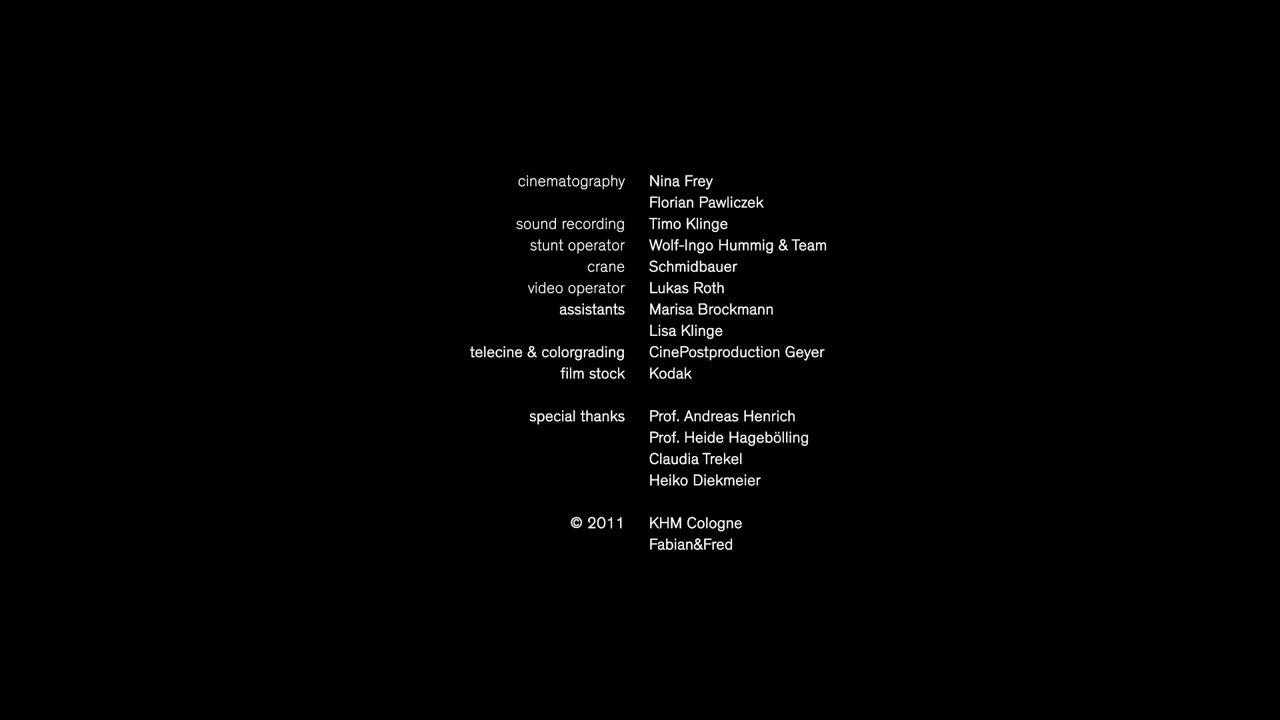 cinematography Nina Frey
Florian Pawliczek
sound recording Timo Klinge
stunt operator Wolf-Ingo Hummig & Team
crane Schmidbauer
video operator Lukas Roth
assistants Marisa Brockmann
Lisa Klinge
telecine & colorgrading CinePostproduction Geyer
film stock Kodak
special thanks Prof. Andreas Henrich
Prof. Heide Hagebölling
Claudia Trekel
Heiko Diekmeier
© 2011 KHM Cologne
Fabian&Fred